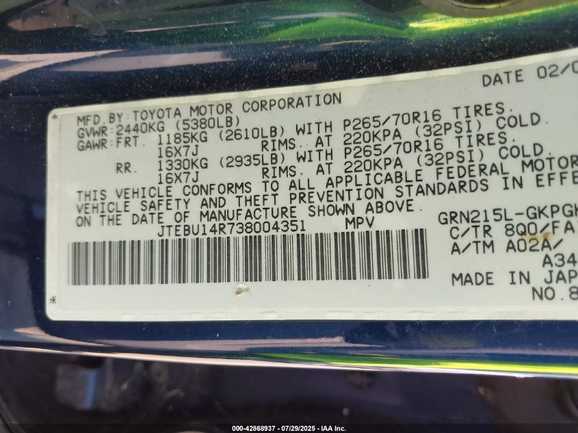 DATE 02/0
MFD.BY:TOYOTA MOTOR CORPORATION
GVWR:2440KG (5380LB)
GAWR:FRT. 1185KG (2610LB) WITH P265/70R16 TIRES.
16X7J RIMS. AT 220KPA (32PSI) COLD.
RR. 1330KG (2935LB) WITH P265/70R16 TIRES.
16X7J RIMS. AT 220KPA (32PSI) COLD.
THIS VEHICLE CONFORMS TO ALL APPLICABLE FEDERAL MOTOR
VEHICLE SAFETY AND BUMPER STANDARDS IN EFFE
ON THE DATE OF MANUFACTURE SHOWN ABOVE.
JTEBU14R738004351 MPV
GRN215L-GKPGK
C/TR 8Q0/FA
A/TM A02A/
A34
MADE IN JAP
NO.8
000-42868937 - 07/29/2025 - IAA Inc.